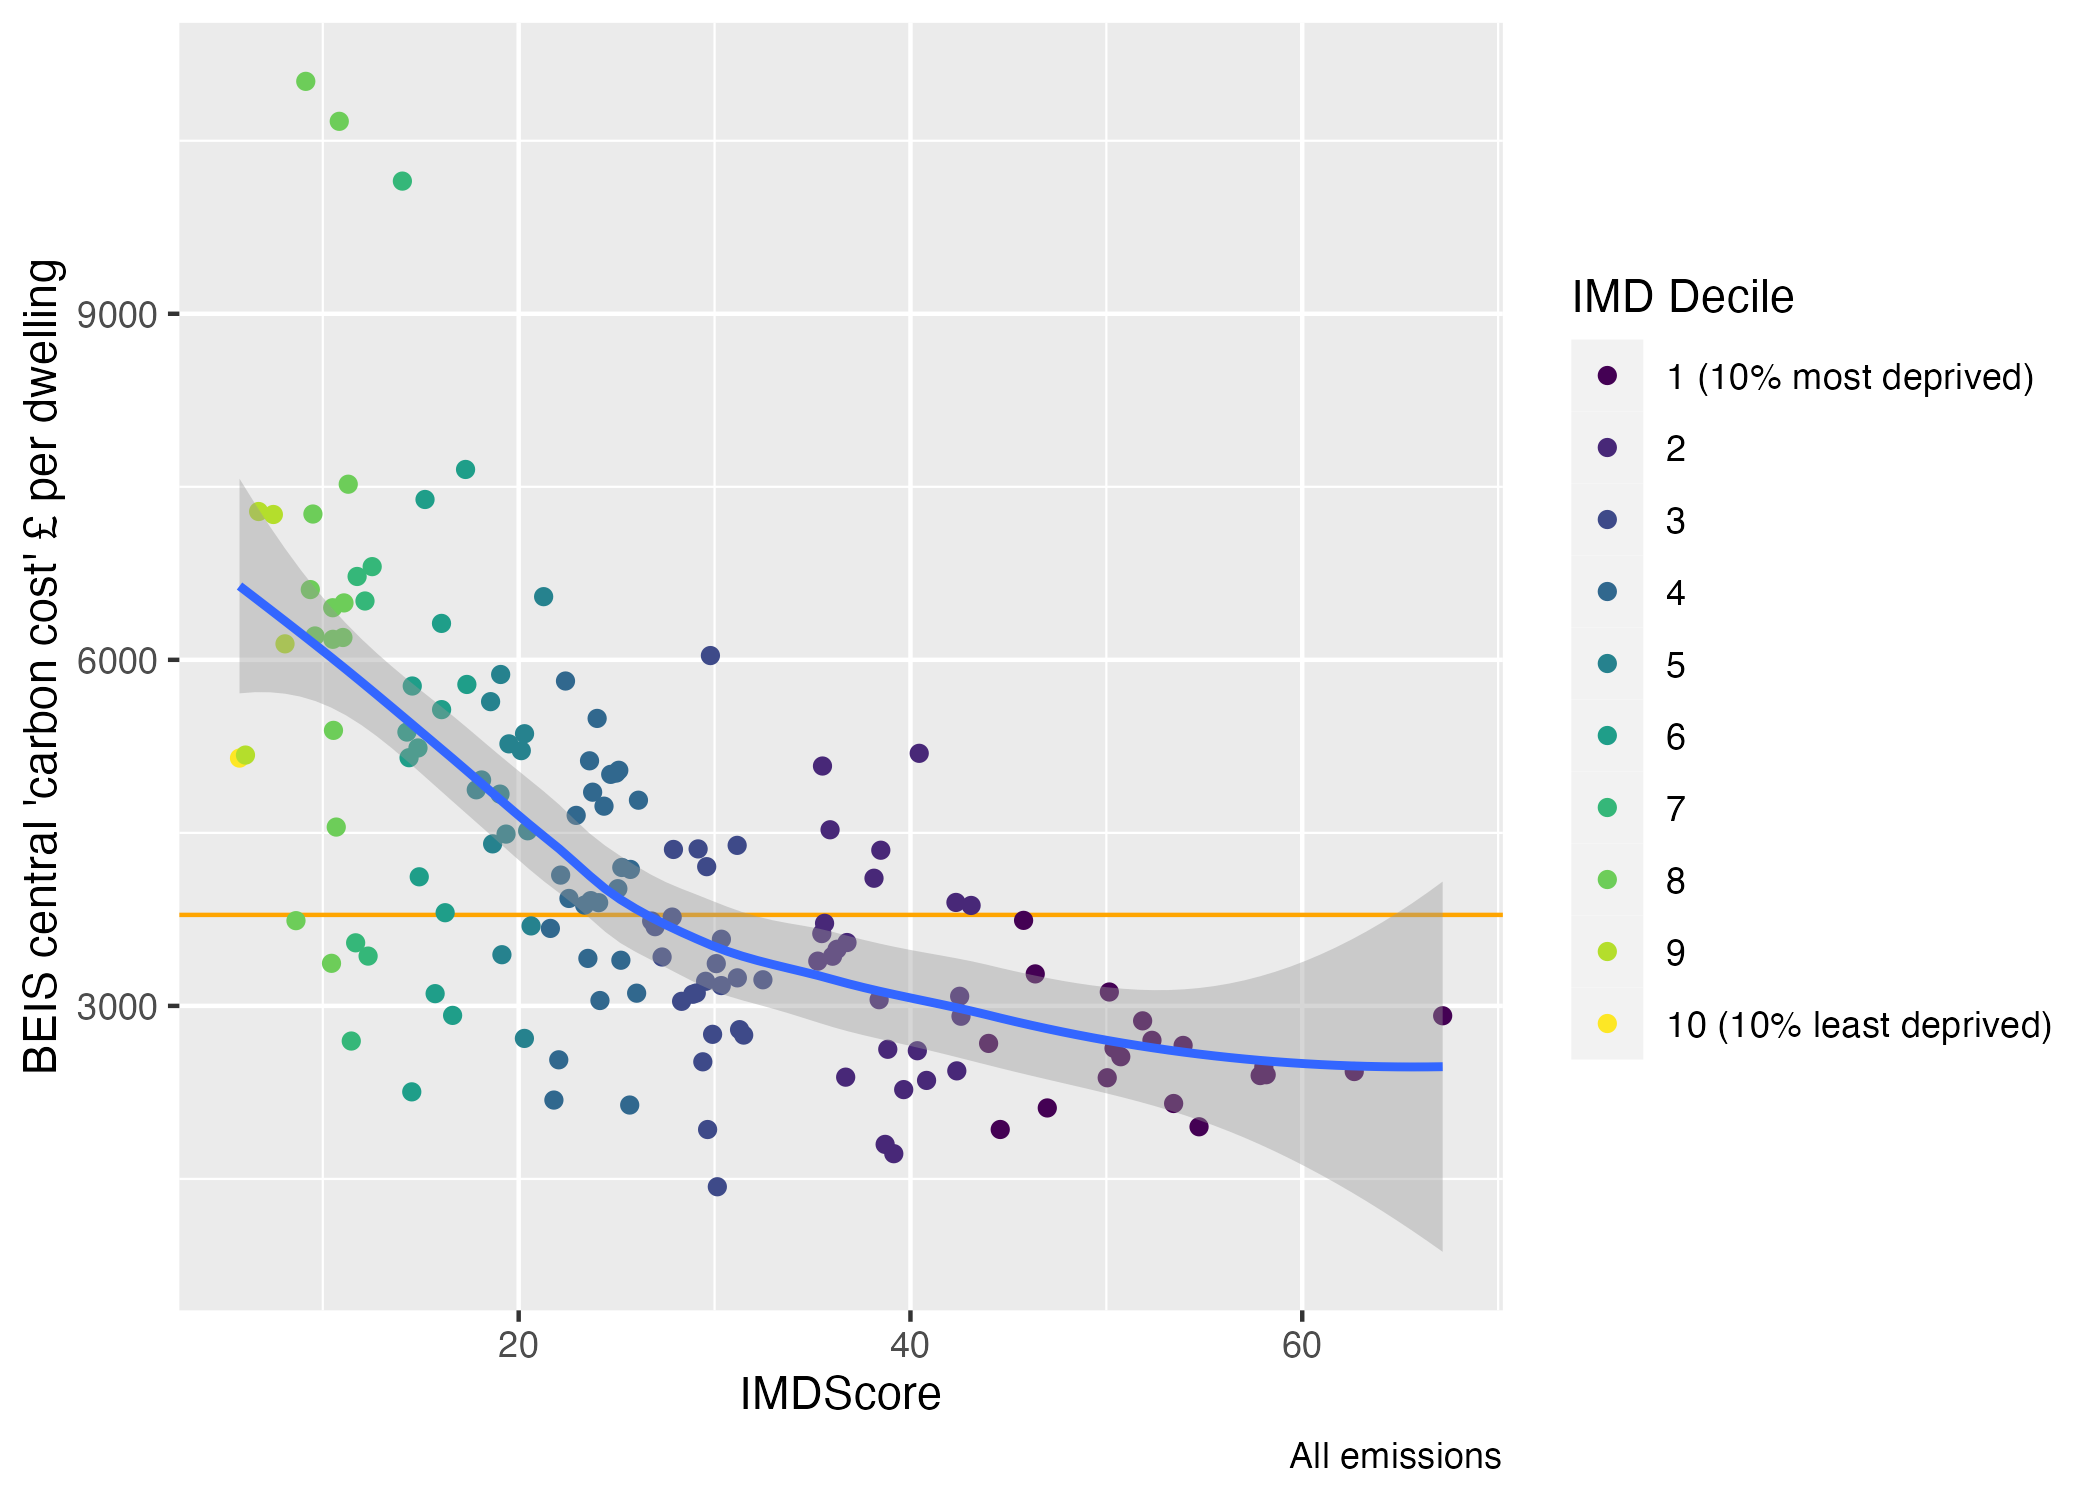 BEIS central 'carbon cost' £ per dwelling
9000
6000
3000
20
40
60
IMDScore
All emissions
IMD Decile
1 (10% most deprived)
2
3
4
5
6
7
8
9
10 (10% least deprived)